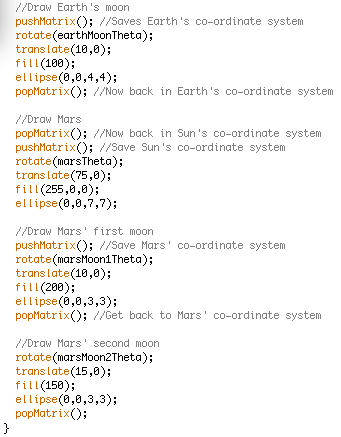 //Draw Earth's moon
pushMatrix(); //Saves Earth's co-ordinate system
rotate(earthMoonTheta);
translate(10,0);
fill(100);
ellipse(0,0,4,4);
popMatrix(); //Now back in Earth's co-ordinate system
//Draw Mars
popMatrix(); //Now back in Sun's co-ordinate system
pushMatrix(); //Save Sun's co-ordinate system
rotate(marsTheta);
translate(75,0);
fill(255,0,0);
ellipse(0,0,7,7);
//Draw Mars' first moon
pushMatrix(); //Save Mars' co-ordinate system
rotate(marsMoon1Theta);
translate(10,0);
fill(200);
ellipse(0,0,3,3);
popMatrix(); //Get back to Mars' co-ordinate system
//Draw Mars' second moon
rotate(marsMoon2Theta);
translate(15,0);
fill(150);
ellipse(0,0,3,3);
popMatrix();
}